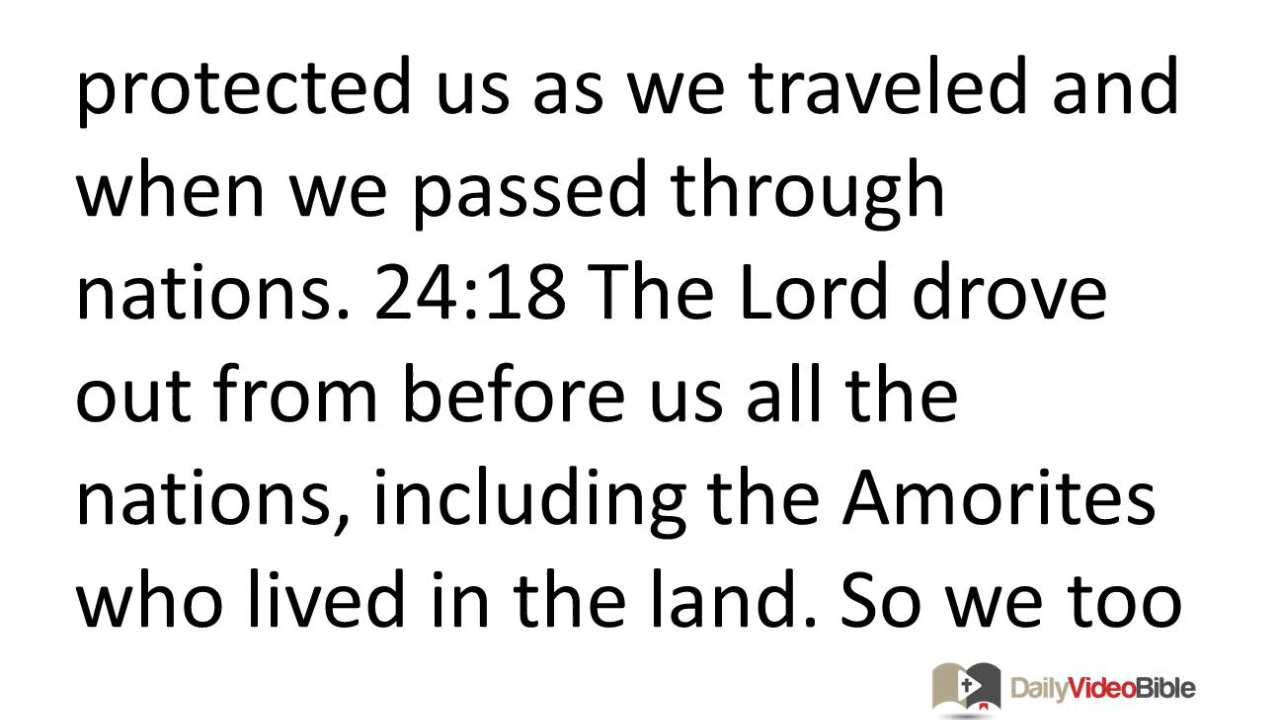 protected us as we traveled and
when we passed through
nations. 24:18 The Lord drove
out from before us all the
nations, including the Amorites
who lived in the land. So we too
DailyVideoBible